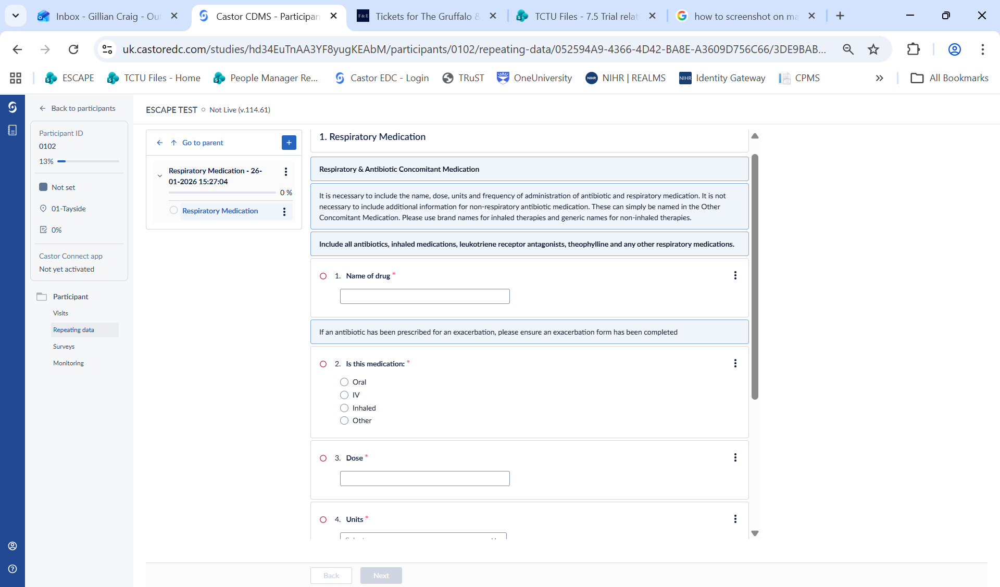 Inbox - Gillian Craig - Ou
Castor CDMS - Participan
F&E
Tickets for The Gruffalo &
TCTU Files - 7.5 Trial relat
how to screenshot on ma
uk.castoredc.com/studies/hd34EuTnAA3YF8yugKEAbM/participants/0102/repeating-data/052594A9-4366-4D42-BA8E-A3609D756C66/3DE9BAB...
ESCAPE
TCTU Files - Home
People Manager Re...
Castor EDC - Login
TRuST
OneUniversity
NIHR | REALMS
NIHR
Identity Gateway
CPMS
All Bookmarks
Back to participants
ESCAPE TEST
Not Live (v.114.61)
Participant ID
0102
13%
Not set
01-Tayside
0%
Castor Connect app
Not yet activated
Participant
Visits
Repeating data
Surveys
Monitoring
Go to parent
Respiratory Medication - 26-
01-2026 15:27:04
0 %
Respiratory Medication
1. Respiratory Medication
Respiratory & Antibiotic Concomitant Medication
It is necessary to include the name, dose, units and frequency of administration of antibiotic and respiratory medication. It is not
necessary to include additional information for non-respiratory antibiotic medication. These can simply be named in the Other
Concomitant Medication. Please use brand names for inhaled therapies and generic names for non-inhaled therapies.
Include all antibiotics, inhaled medications, leukotriene receptor antagonists, theophylline and any other respiratory medications.
1. Name of drug *
If an antibiotic has been prescribed for an exacerbation, please ensure an exacerbation form has been completed
2. Is this medication: *
Oral
IV
Inhaled
Other
3. Dose *
4. Units *
Back
Next